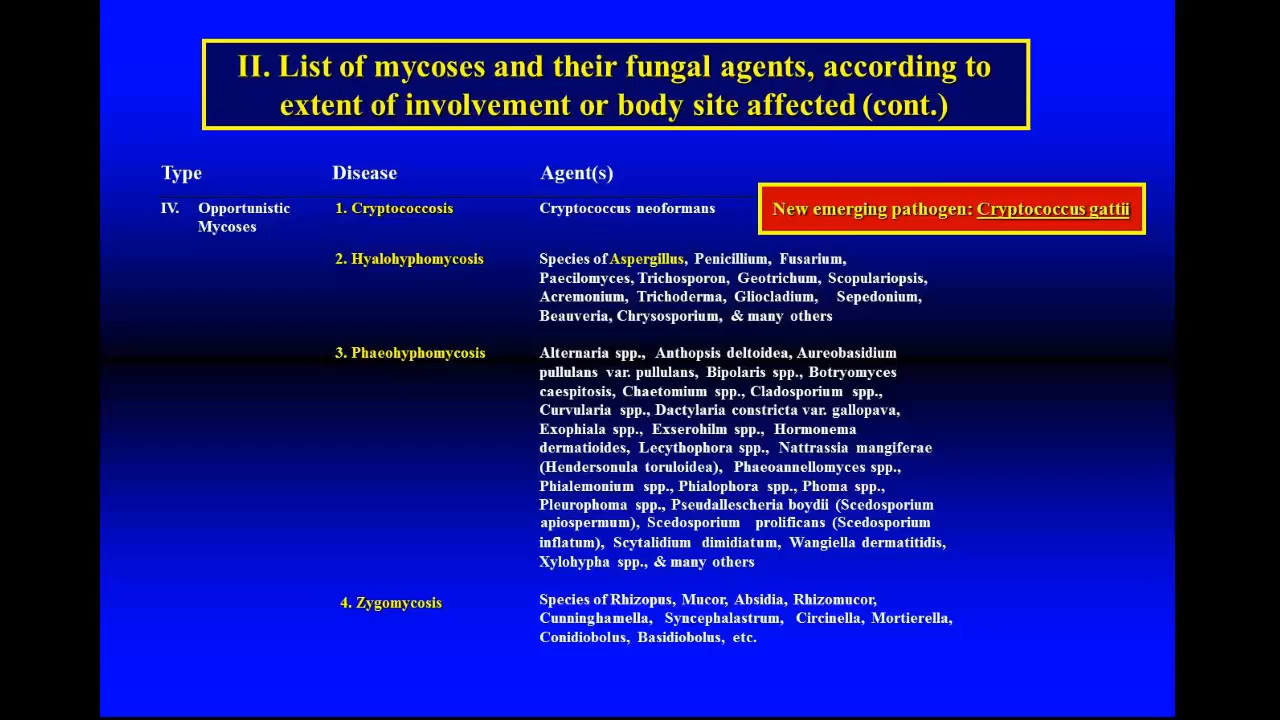 II. List of mycoses and their fungal agents, according to
extent of involvement or body site affected (cont.)
Type Disease Agent(s)
IV. Opportunistic Mycoses
1. Cryptococcosis
Cryptococcus neoformans
New emerging pathogen: Cryptococcus gattii
2. Hyalohyphomycosis
Species of Aspergillus, Penicillium, Fusarium,
Paecilomyces, Trichosporon, Geotrichum, Scopulariopsis,
Acremonium, Trichoderma, Gliocladium, Sepedonium,
Beauveria, Chrysosporium, & many others
3. Phaeohyphomycosis
Alternaria spp., Anthopsis deltoidea, Aureobasidium
pullulans var. pullulans, Bipolaris spp., Botryomyces
caespitosis, Chaetomium spp., Cladosporium spp.,
Curvularia spp., Dactylaria constricta var. gallopava,
Exophiala spp., Exserohilm spp., Hormonema
dermatioides, Lecythophora spp., Nattrassia mangiferae
(Hendersonula toruloidea), Phaeoannellomyces spp.,
Phialemonium spp., Phialophora spp., Phoma spp.,
Pleurophoma spp., Pseudallescheria boydii (Scedosporium
apiospermum), Scedosporium prolificans (Scedosporium
inflatum), Scytalidium dimidiatum, Wangiella dermatitidis,
Xylohypha spp., & many others
4. Zygomycosis
Species of Rhizopus, Mucor, Absidia, Rhizomucor,
Cunninghamella, Syncephalastrum, Circinella, Mortierella,
Conidiobolus, Basidiobolus, etc.